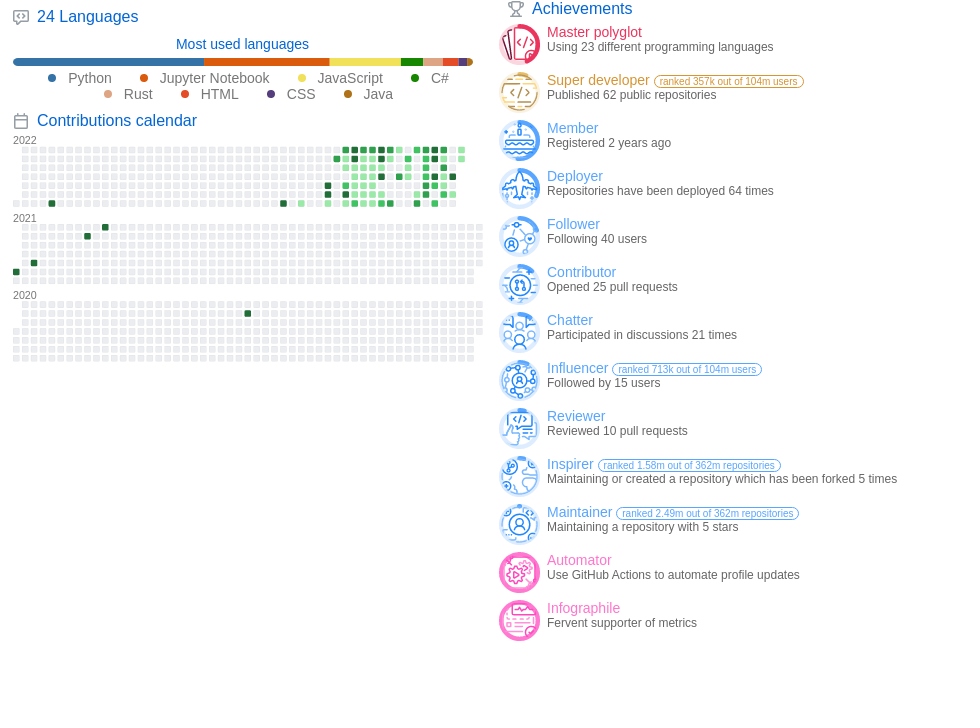 24 Languages
Most used languages
Python Jupyter Notebook JavaScript C#
Rust HTML CSS Java
Contributions calendar
2022
2021
2020
Achievements
Master polyglot
Using 23 different programming languages
Super developer ranked 357k out of 104m users
Published 62 public repositories
Member
Registered 2 years ago
Deployer
Repositories have been deployed 64 times
Follower
Following 40 users
Contributor
Opened 25 pull requests
Chatter
Participated in discussions 21 times
Influencer ranked 713k out of 104m users
Followed by 15 users
Reviewer
Reviewed 10 pull requests
Inspirer ranked 1.58m out of 362m repositories
Maintaining or created a repository which has been forked 5 times
Maintainer ranked 2.49m out of 362m repositories
Maintaining a repository with 5 stars
Automator
Use GitHub Actions to automate profile updates
Infographile
Fervent supporter of metrics